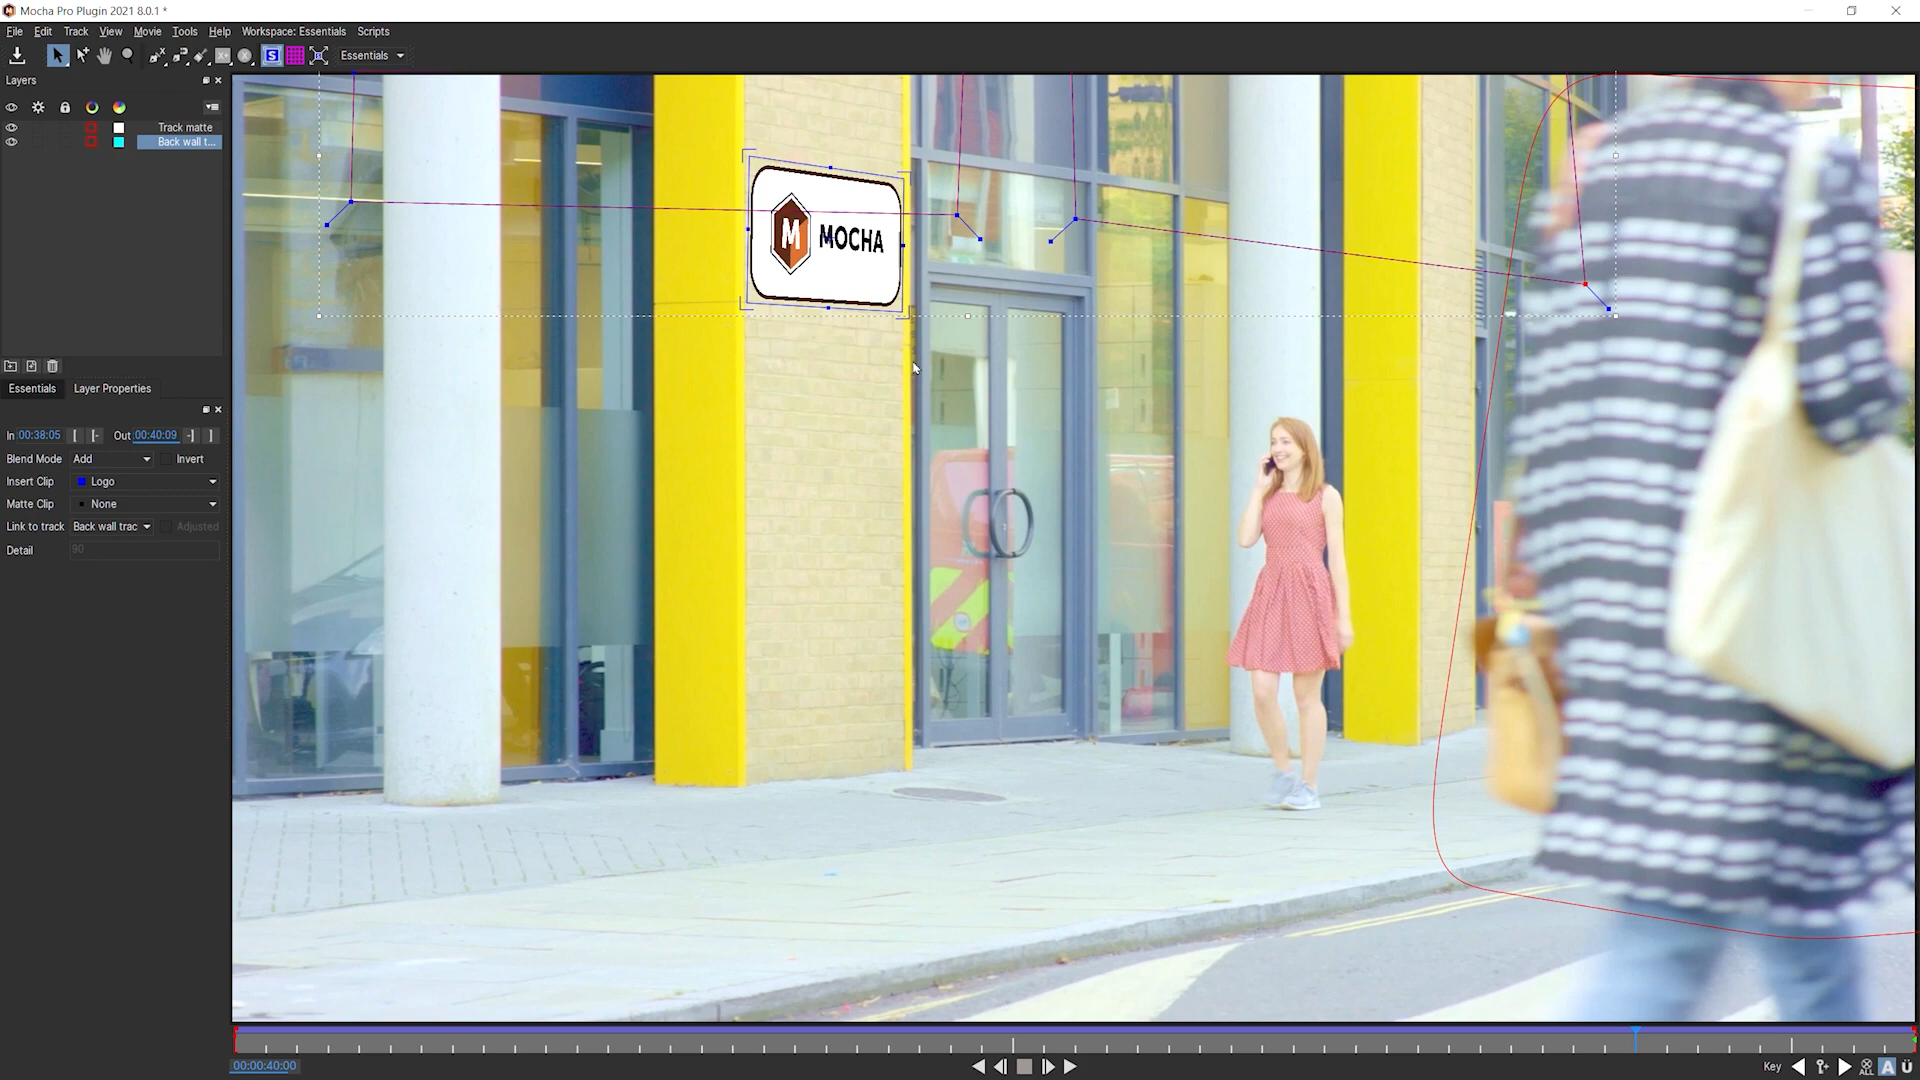 Mocha Pro Plugin 2021 8.0.1 *
File Edit Track View Movie Tools Help Workspace: Essentials Scripts
Essentials
Layers
Track matte
Back wall t...
Essentials Layer Properties
In 00:38:05 [ [- Out 00:40:09 -] ]
Blend Mode Add Invert
Insert Clip Logo
Matte Clip None
Link to track Back wall trac Adjusted
Detail 90
S
M MOCHA
00:00:40:00
Key ALL A Ü